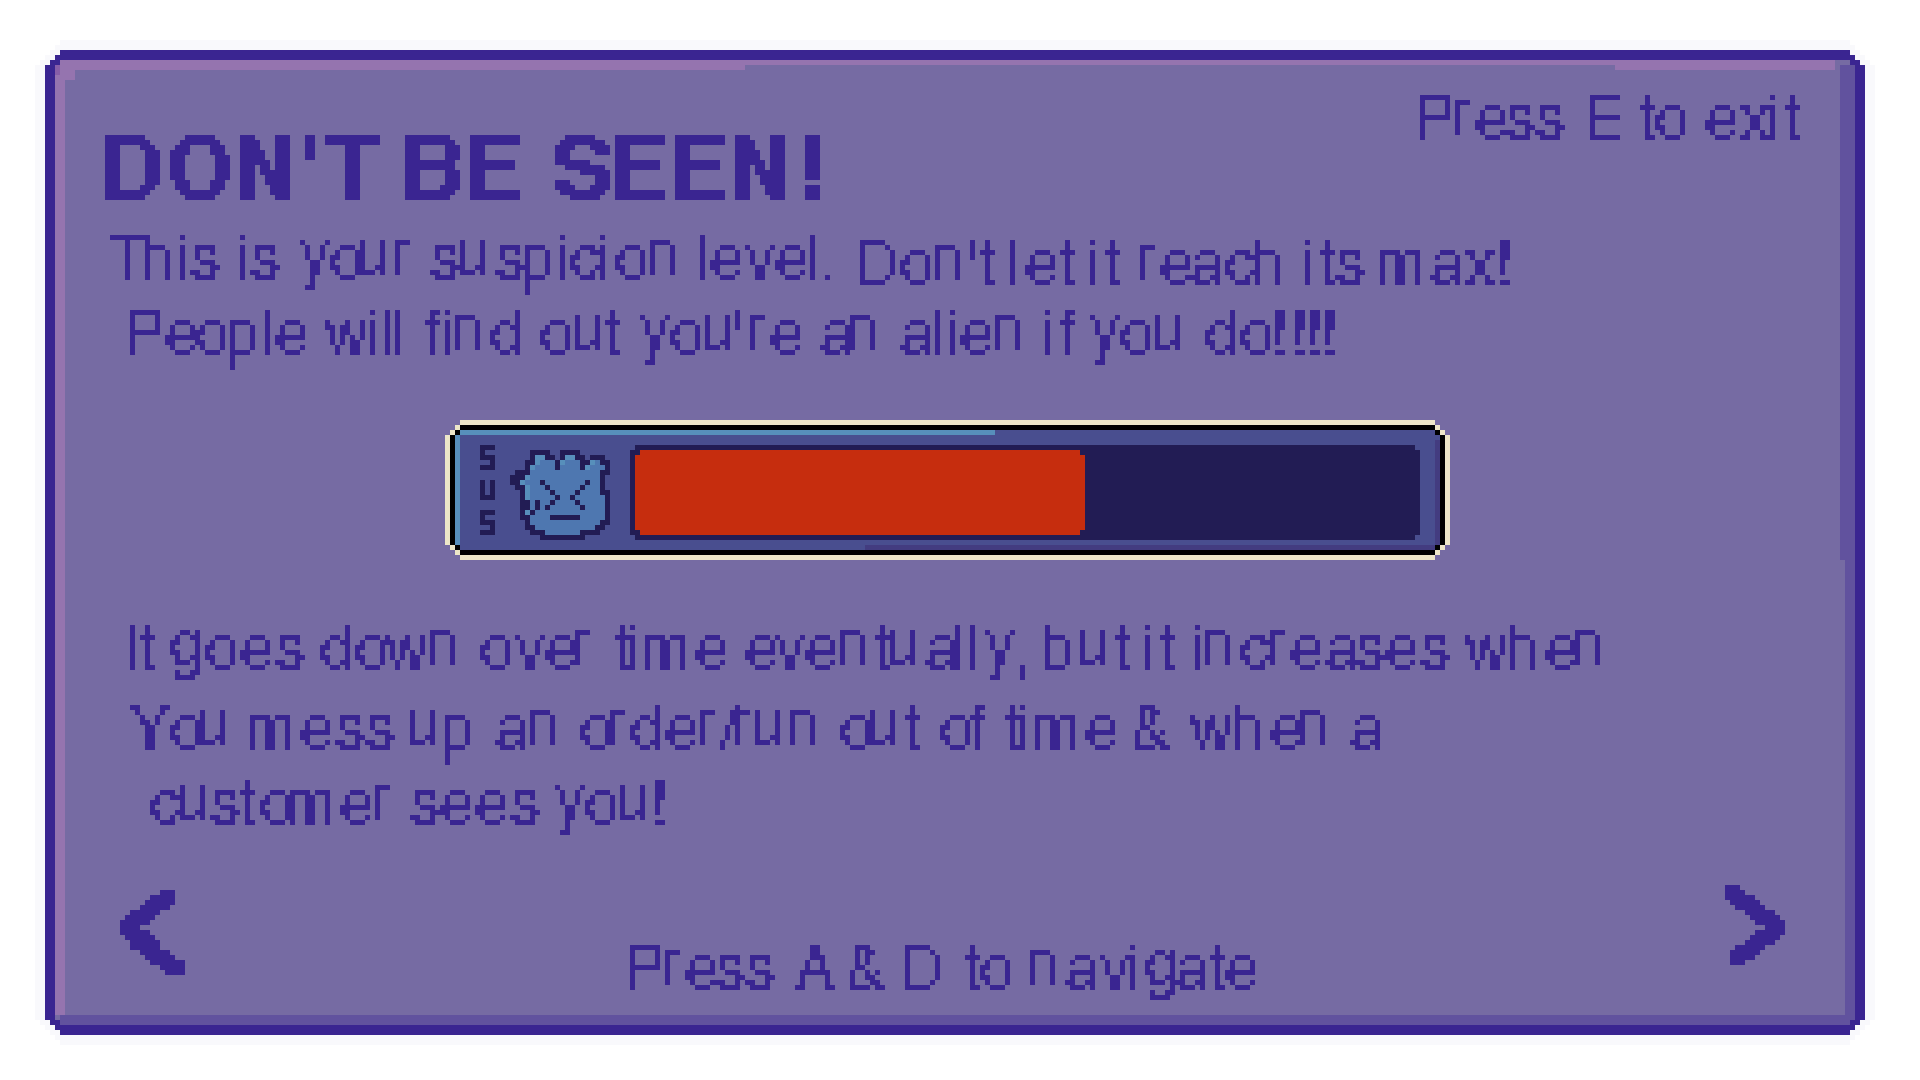 Press E to exit
DON'T BE SEEN!
This is your suspicion level. Don't let it reach its max!
People will find out you're an alien if you do!!!!
SUS
It goes down over time eventually, but it increases when
You mess up an order/run out of time & when a
customer sees you!
<
>
Press A & D to navigate